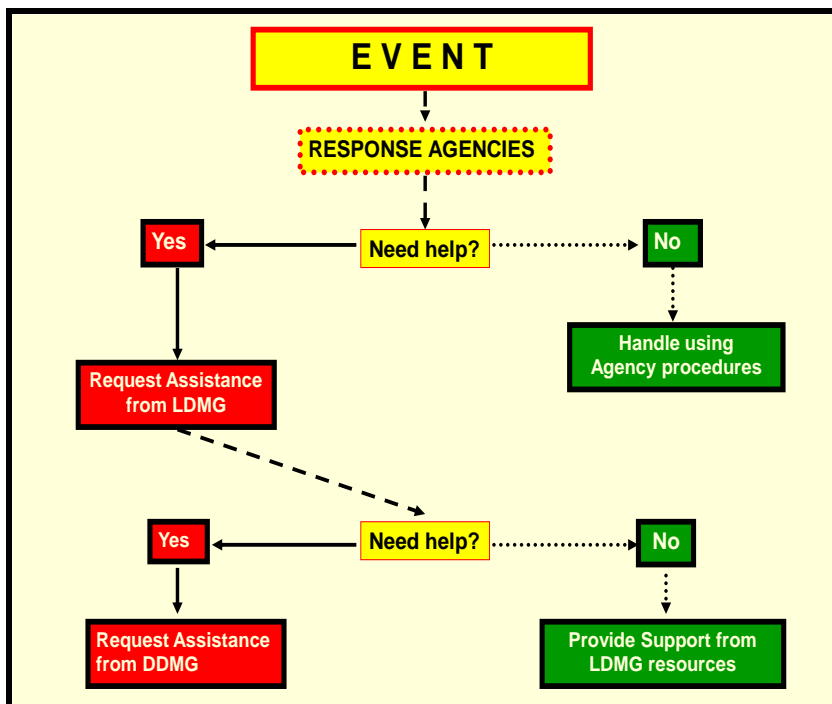 E V E N T
RESPONSE AGENCIES
Yes
Need help?
No
Handle using
Agency procedures
Request Assistance
from LDMG
Yes
Need help?
No
Request Assistance
from DDMG
Provide Support from
LDMG resources